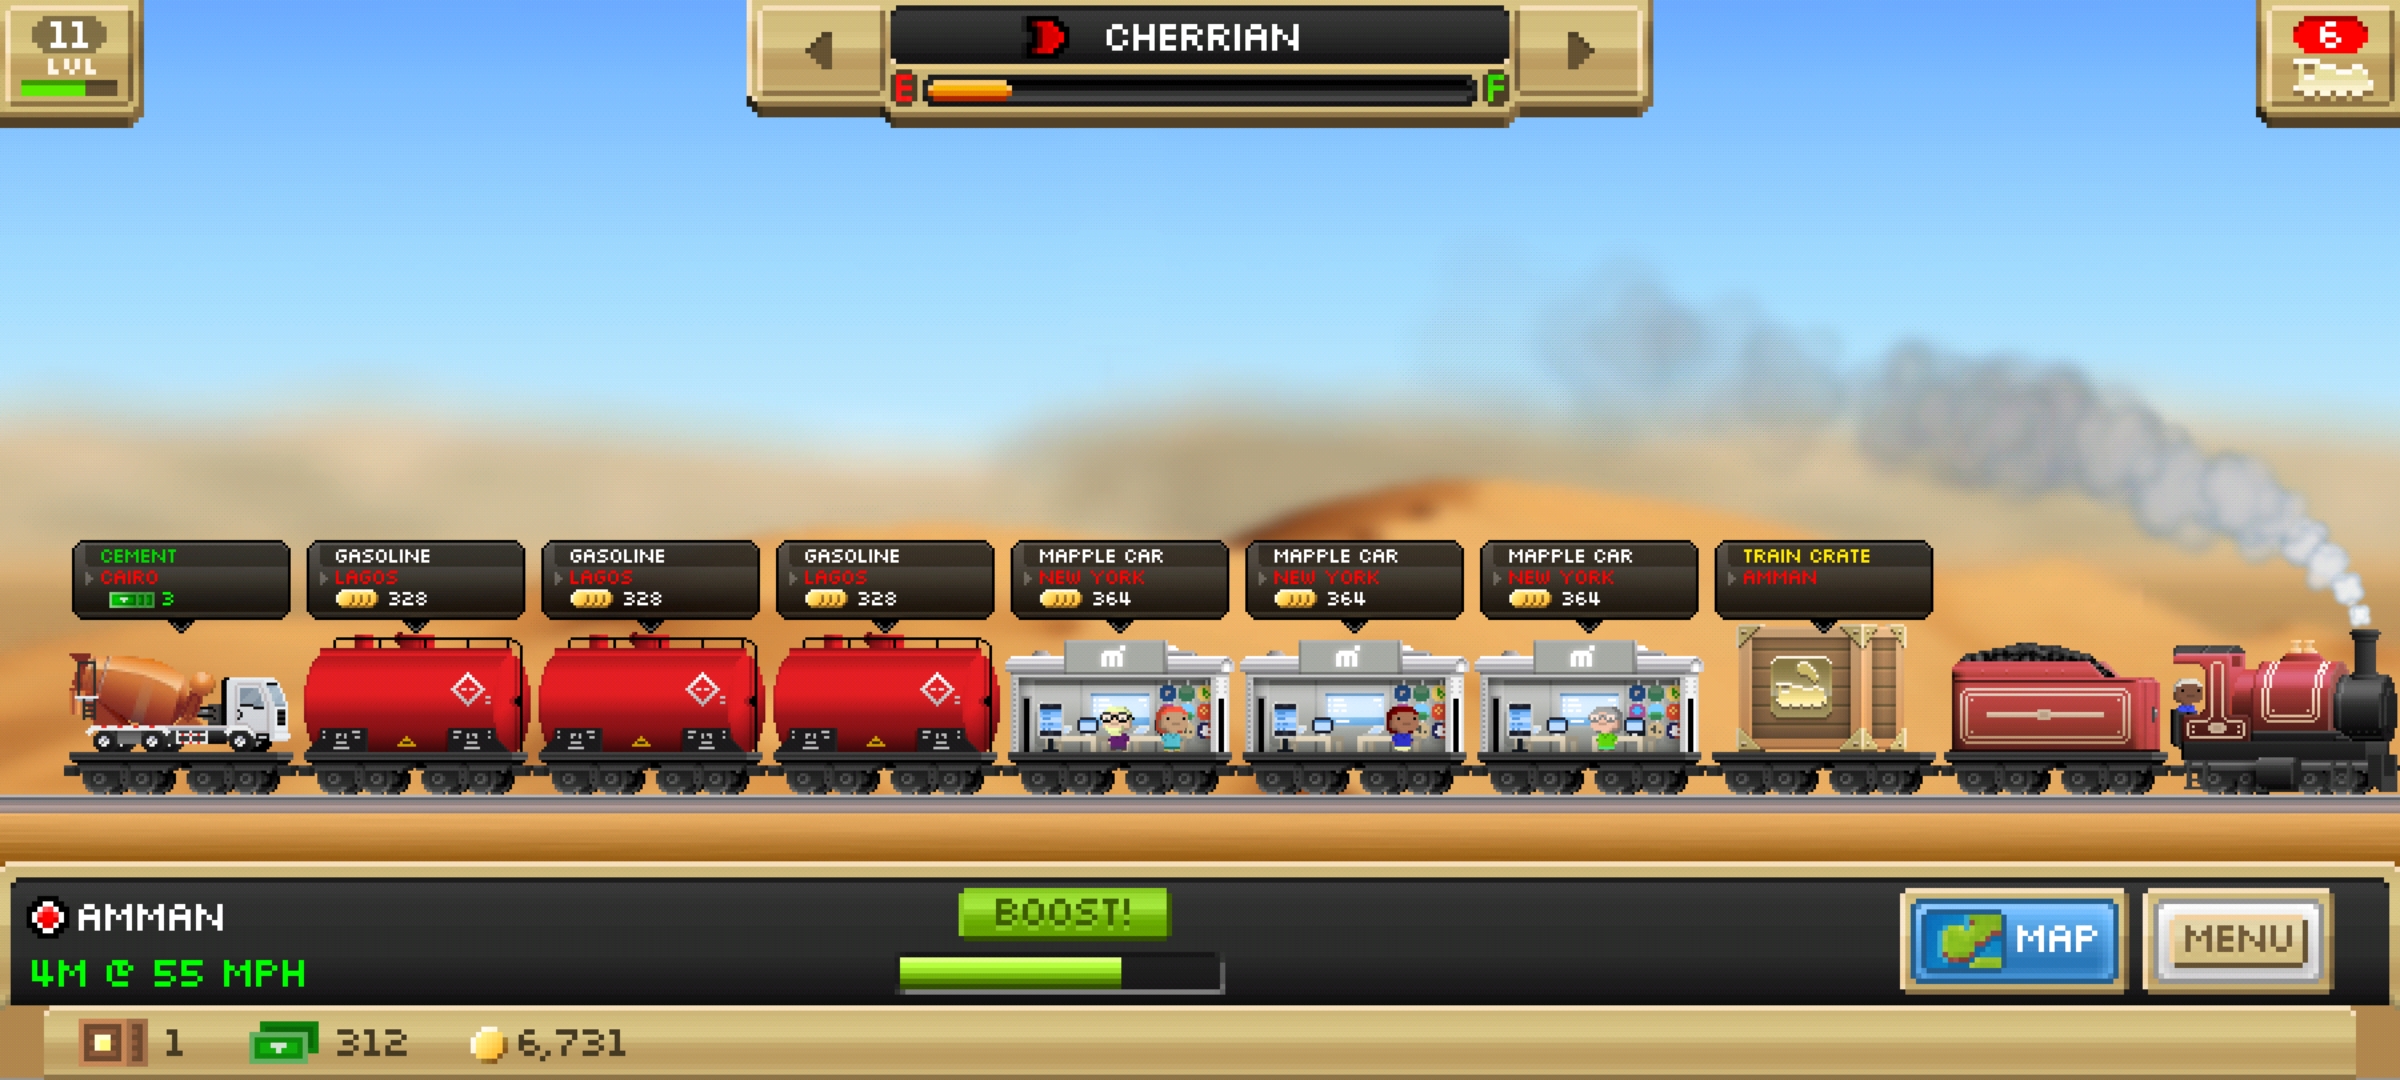 11
LVL
CHERRIAN
E
F
6
CEMENT
CAIRO
3
GASOLINE
LAGOS
328
GASOLINE
LAGOS
328
GASOLINE
LAGOS
328
MAPPLE CAR
NEW YORK
364
MAPPLE CAR
NEW YORK
364
MAPPLE CAR
NEW YORK
364
TRAIN CRATE
AMMAN
m
m
m
AMMAN
4M @ 55 MPH
BOOST!
MAP
MENU
1
312
6,731